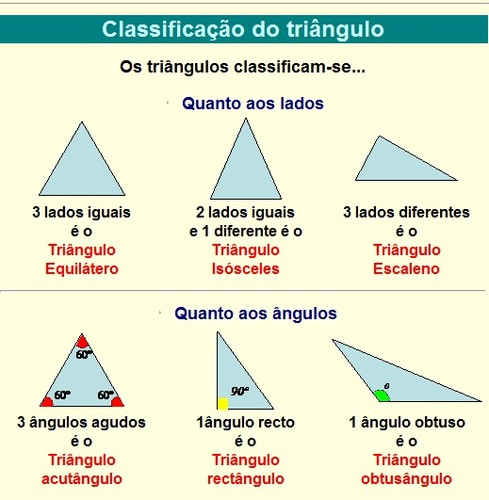 Classificação do triângulo
Os triângulos classificam-se...
Quanto aos lados
3 lados iguais
é o
Triângulo
Equilátero
2 lados iguais
e 1 diferente é o
Triângulo
Isósceles
3 lados diferentes
é o
Triângulo
Escaleno
Quanto aos ângulos
60º
60º
60º
3 ângulos agudos
é o
Triângulo
acutângulo
90º
1ângulo recto
é o
Triângulo
rectângulo
1 ângulo obtuso
é o
Triângulo
obtusângulo